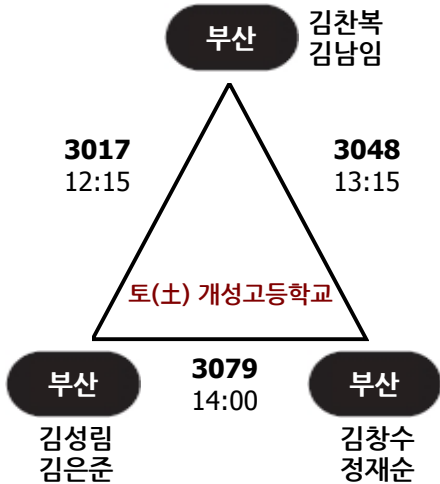 부산
김찬복
김남임
3017
12:15
3048
13:15
토(土) 개성고등학교
부산
김성림
김은준
3079
14:00
부산
김창수
정재순